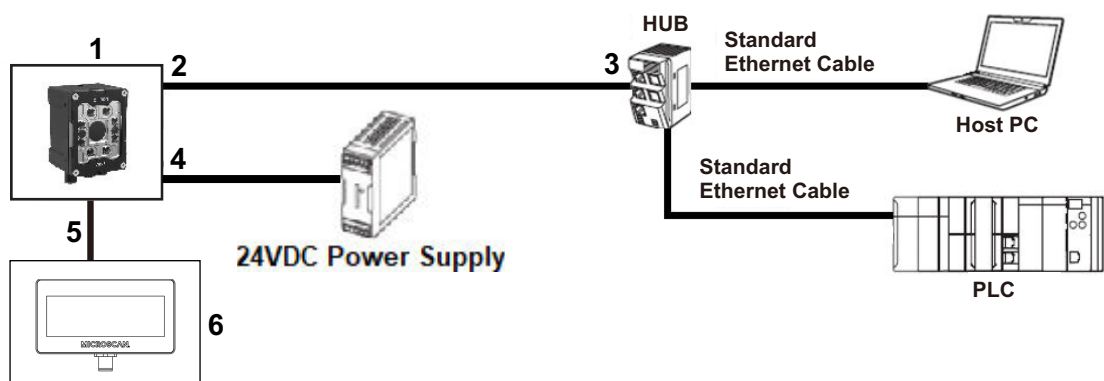 HUB
1
2
3
Standard
Ethernet Cable
Host PC
4
Standard
Ethernet Cable
5
24VDC Power Supply
PLC
6
MICROSCAN.